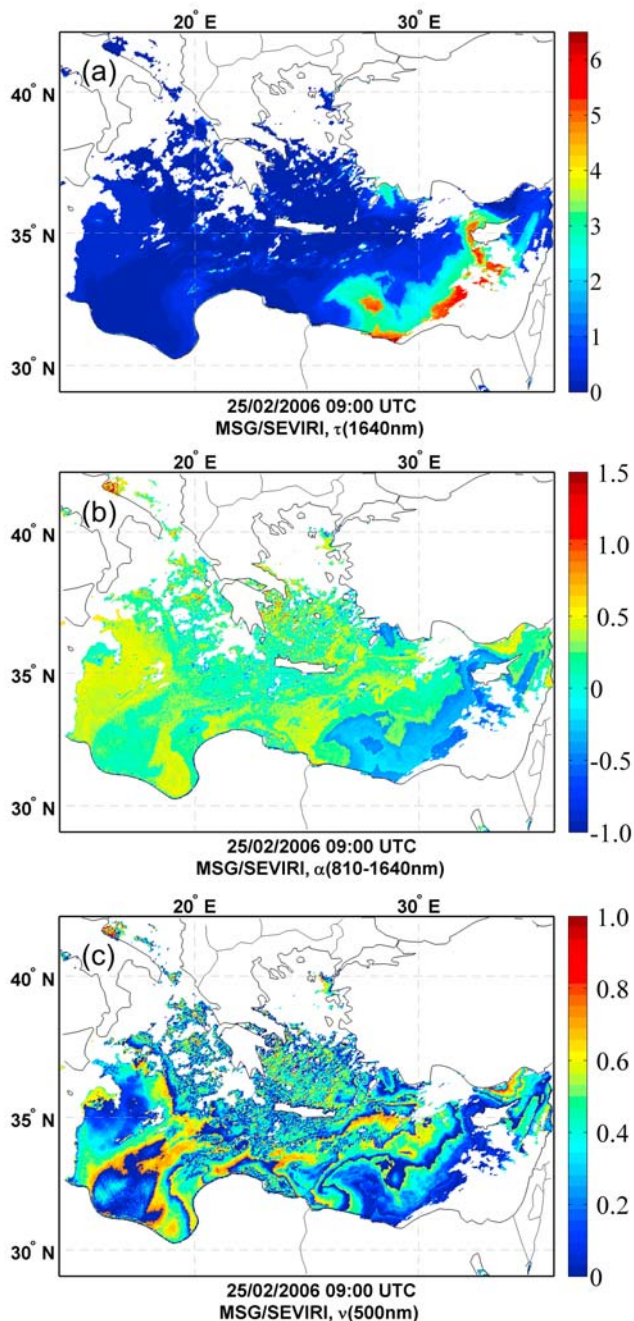 20° E 30° E
(a)
40° N
35° N
30° N
6
5
4
3
2
1
0
25/02/2006 09:00 UTC
MSG/SEVIRI, τ(1640nm)
20° E 30° E
(b)
40° N
35° N
30° N
1.5
1.0
0.5
0
-0.5
-1.0
25/02/2006 09:00 UTC
MSG/SEVIRI, α(810-1640nm)
20° E 30° E
(c)
40° N
35° N
30° N
1.0
0.8
0.6
0.4
0.2
0
25/02/2006 09:00 UTC
MSG/SEVIRI, ν(500nm)